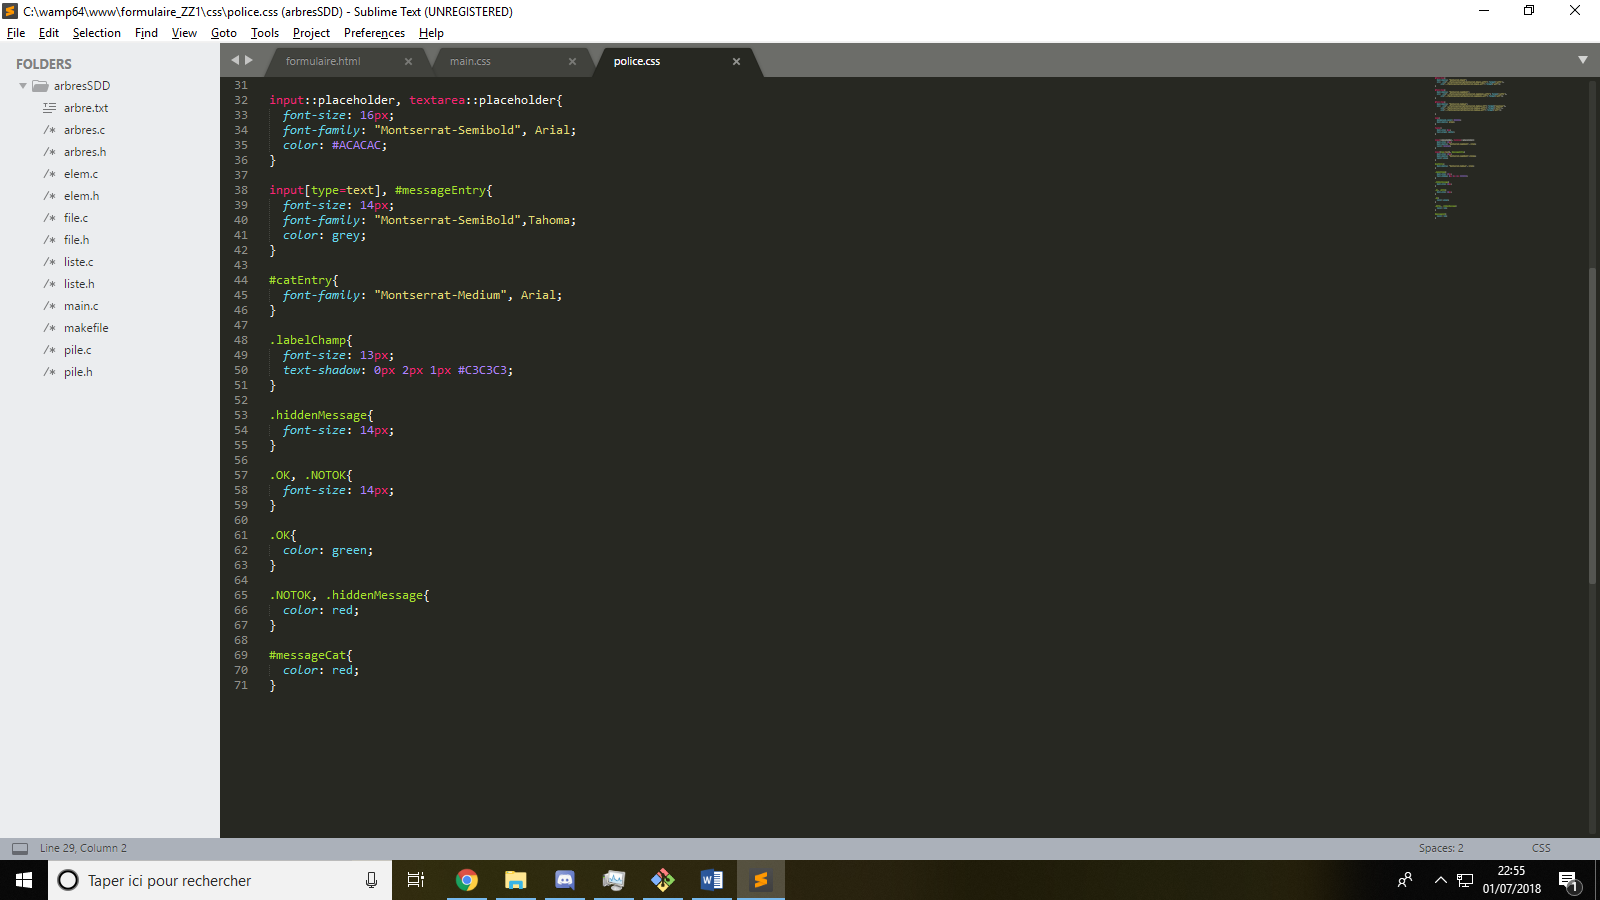 C:\wamp64\www\formulaire_ZZ1\css\police.css (arbresSDD) - Sublime Text (UNREGISTERED)
File Edit Selection Find View Goto Tools Project Preferences Help
FOLDERS
arbresSDD
arbre.txt
/* arbres.c
/* arbres.h
/* elem.c
/* elem.h
/* file.c
/* file.h
/* liste.c
/* liste.h
/* main.c
/* makefile
/* pile.c
/* pile.h
formulaire.html × main.css × police.css ×
31
32 input::placeholder, textarea::placeholder{
33 font-size: 16px;
34 font-family: "Montserrat-Semibold", Arial;
35 color: #ACACAC;
36 }
37
38 input[type=text], #messageEntry{
39 font-size: 14px;
40 font-family: "Montserrat-SemiBold",Tahoma;
41 color: grey;
42 }
43
44 #catEntry{
45 font-family: "Montserrat-Medium", Arial;
46 }
47
48 .labelChamp{
49 font-size: 13px;
50 text-shadow: 0px 2px 1px #C3C3C3;
51 }
52
53 .hiddenMessage{
54 font-size: 14px;
55 }
56
57 .OK, .NOTOK{
58 font-size: 14px;
59 }
60
61 .OK{
62 color: green;
63 }
64
65 .NOTOK, .hiddenMessage{
66 color: red;
67 }
68
69 #messageCat{
70 color: red;
71 }
Line 29, Column 2 Spaces: 2 CSS
Taper ici pour rechercher
22:55
01/07/2018
1